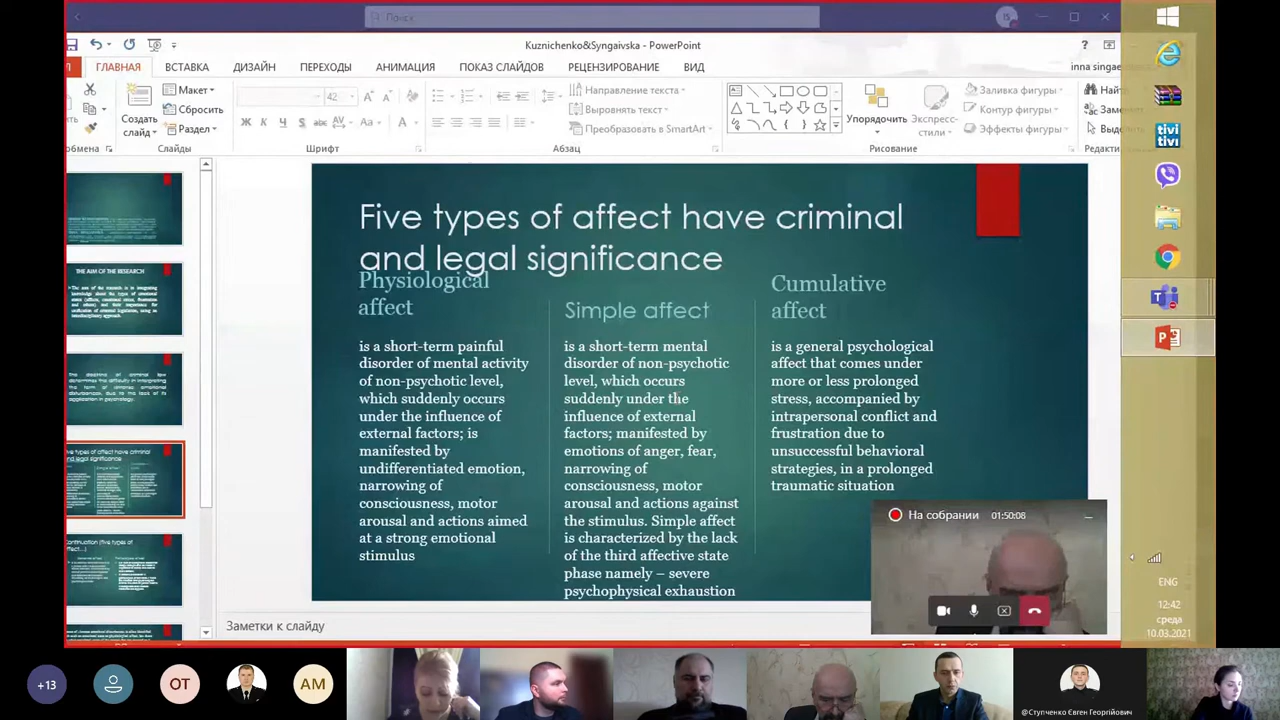 Поиск
IS
Kuznichenko&Syngaivska - PowerPoint
?
ГЛАВНАЯ ВСТАВКА ДИЗАЙН ПЕРЕХОДЫ АНИМАЦИЯ ПОКАЗ СЛАЙДОВ РЕЦЕНЗИРОВАНИЕ ВИД
Макет
Сбросить
Раздел
Создать
слайд
42
Ж К Ч S abc AV Aa А
Направление текста
Выровнять текст
Преобразовать в SmartArt
Упорядочить
Экспресс-
стили
Заливка фигуры
Контур фигуры
Эффекты фигуры
Слайды Шрифт Абзац Рисование
THE AIM OF THE RESEARCH
Five types of affect have criminal
and legal significance
Physiological
affect
is a short-term painful
disorder of mental activity
of non-psychotic level,
which suddenly occurs
under the influence of
external factors; is
manifested by
undifferentiated emotion,
narrowing of
consciousness, motor
arousal and actions aimed
at a strong emotional
stimulus
Simple affect
is a short-term mental
disorder of non-psychotic
level, which occurs
suddenly under the
influence of external
factors; manifested by
emotions of anger, fear,
narrowing of
consciousness, motor
arousal and actions against
the stimulus. Simple affect
is characterized by the lack
of the third affective state
phase namely – severe
psychophysical exhaustion
Cumulative
affect
is a general psychological
affect that comes under
more or less prolonged
stress, accompanied by
intrapersonal conflict and
frustration due to
unsuccessful behavioral
strategies, in a prolonged
traumatic situation
На собрании 01:50:08
Заметки к слайду
tivi
tivi
ENG
12:42
среда
10.03.2021
+13
OT
AM
@Ступченко Євген Георгійович